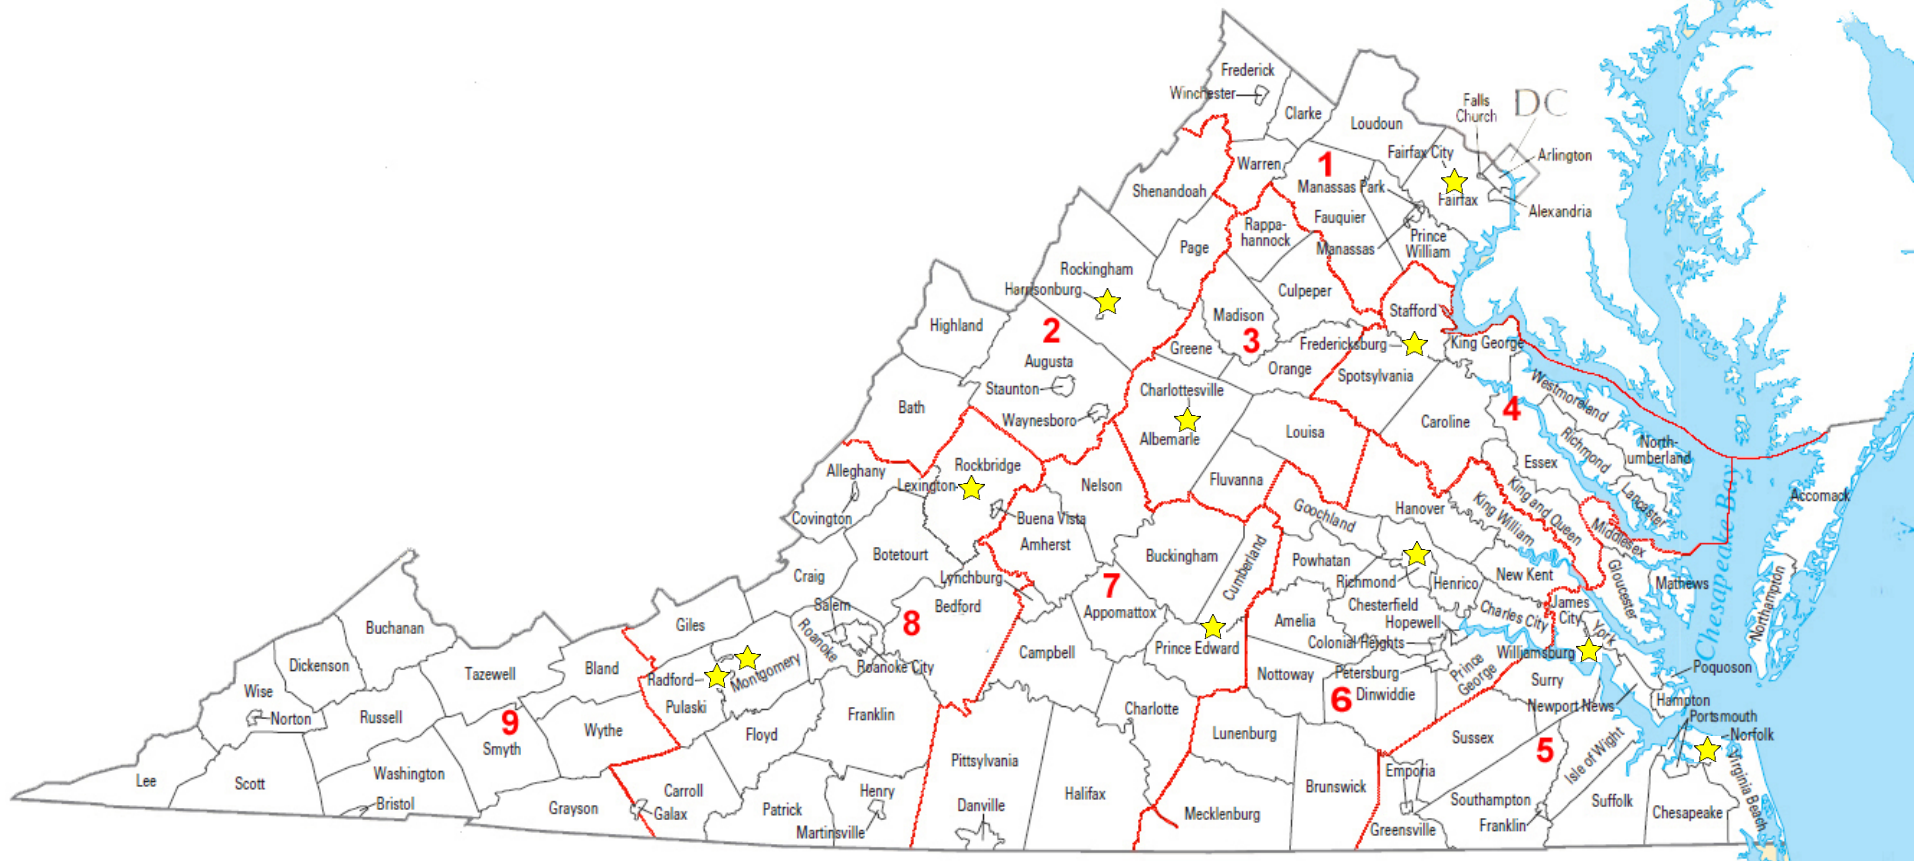 Frederick
Winchester
Clarke
Loudoun
Falls
Church
DC
Fairfax City
Arlington
Warren
1
Shenandoah
Manassas Park
Fairfax
Alexandria
Rappa-
hannock
Fauquier
Page
Manassas
Prince
William
Rockingham
Harrisonburg
Culpeper
Highland
2
Madison
Stafford
3
Greene
Fredericksburg
King George
Augusta
Orange
Staunton
Charlottesville
Spotsylvania
Westmoreland
Bath
Waynesboro
4
Albemarle
Louisa
Caroline
Richmond
North-
umberland
Alleghany
Rockbridge
Essex
Lexington
Nelson
Fluvanna
King and Queen
Lancaster
Chesapeake Bay
Accomack
Covington
Buena Vista
Goochland
Hanover
King William
Middlesex
Amherst
Botetourt
Buckingham
Cumberland
Powhatan
Craig
Lynchburg
Richmond
Henrico
New Kent
Gloucester
Mathews
Northampton
Salem
Bedford
7
Appomattox
Chesterfield
Hopewell
Charles City
James
City
York
Giles
8
Amelia
Buchanan
Roanoke
Colonial Heights
Dickenson
Tazewell
Bland
Roanoke City
Campbell
Prince Edward
Williamsburg
Radford
Montgomery
Nottoway
Petersburg
Prince
George
Surry
Poquoson
Wise
Norton
Russell
Pulaski
Franklin
Charlotte
6
Dinwiddie
Newport News
Hampton
9
Smyth
Wythe
Floyd
Lunenburg
Sussex
5
Isle of Wight
Portsmouth
Norfolk
Virginia Beach
Lee
Scott
Washington
Pittsylvania
Carroll
Halifax
Brunswick
Emporia
Bristol
Grayson
Galax
Patrick
Henry
Martinsville
Danville
Mecklenburg
Greensville
Southampton
Franklin
Suffolk
Chesapeake